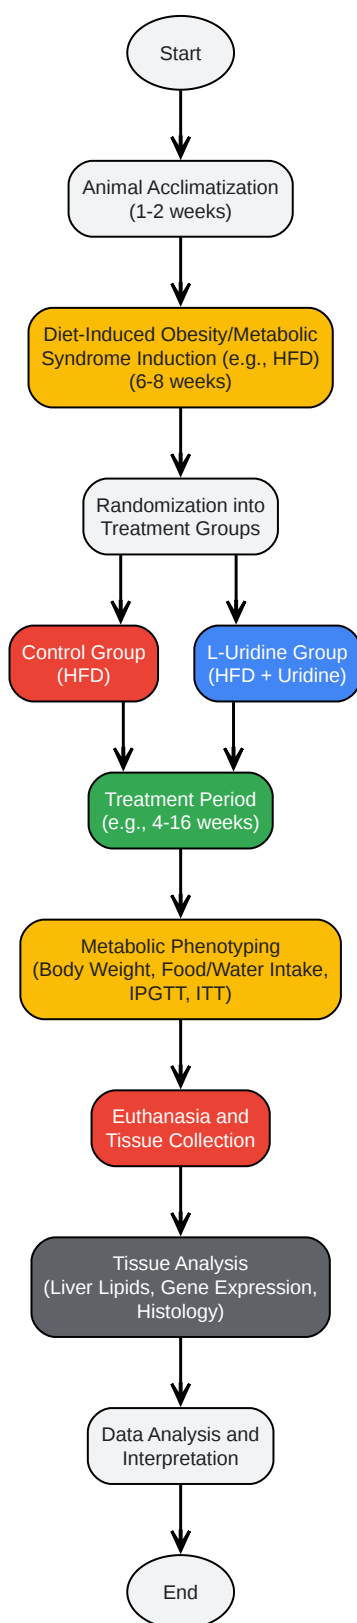 Start
Animal Acclimatization
(1-2 weeks)
Diet-Induced Obesity/Metabolic
Syndrome Induction (e.g., HFD)
(6-8 weeks)
Randomization into
Treatment Groups
Control Group
(HFD)
L-Uridine Group
(HFD + Uridine)
Treatment Period
(e.g., 4-16 weeks)
Metabolic Phenotyping
(Body Weight, Food/Water Intake,
IPGTT, ITT)
Euthanasia and
Tissue Collection
Tissue Analysis
(Liver Lipids, Gene Expression,
Histology)
Data Analysis and
Interpretation
End